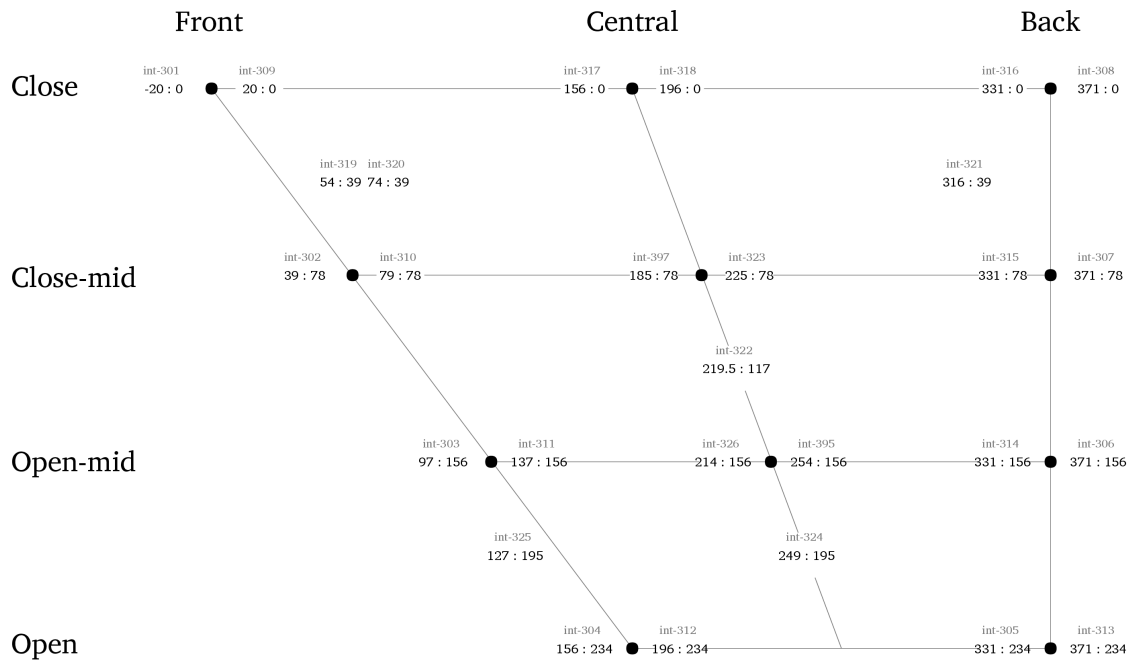 Front Central Back
int-301 int-309 int-317 int-318 int-316 int-308
Close -20 : 0 20 : 0 156 : 0 196 : 0 331 : 0 371 : 0
int-319 int-320 int-321
54 : 39 74 : 39 316 : 39
int-302 int-310 int-397 int-323 int-315 int-307
Close-mid 39 : 78 79 : 78 185 : 78 225 : 78 331 : 78 371 : 78
int-322
219.5 : 117
int-303 int-311 int-326 int-395 int-314 int-306
Open-mid 97 : 156 137 : 156 214 : 156 254 : 156 331 : 156 371 : 156
int-325 int-324
127 : 195 249 : 195
int-304 int-312 int-305 int-313
Open 156 : 234 196 : 234 331 : 234 371 : 234